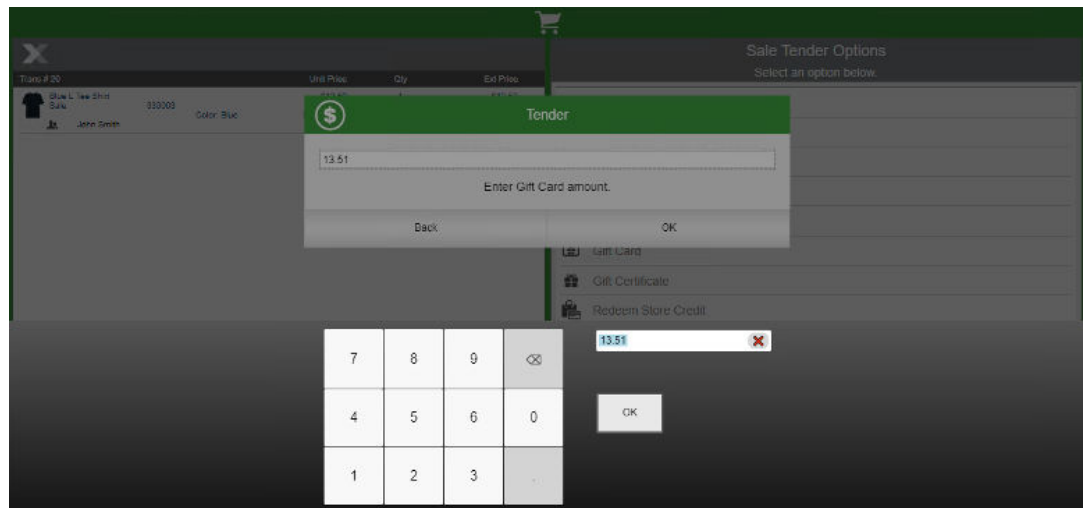 Sale Tender Options
Select an option below.
Trans # 20 Unit Price Qty Ext Price
Blue L Tee Shirt
Sale 330003 Color: Blue
John Smith
Tender
13.51
Enter Gift Card amount.
Back OK
Gift Card
Gift Certificate
Redeem Store Credit
13.51
7 8 9
OK
4 5 6 0
1 2 3 .